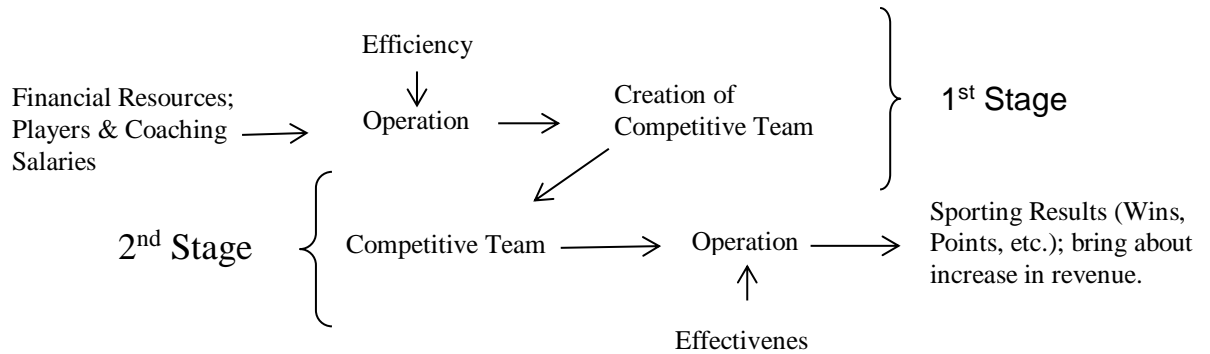 Efficiency
Financial Resources;
Players & Coaching
Salaries
Operation
Creation of
Competitive Team
1st Stage
2nd Stage
Competitive Team
Operation
Sporting Results (Wins,
Points, etc.); bring about
increase in revenue.
Effectivenes